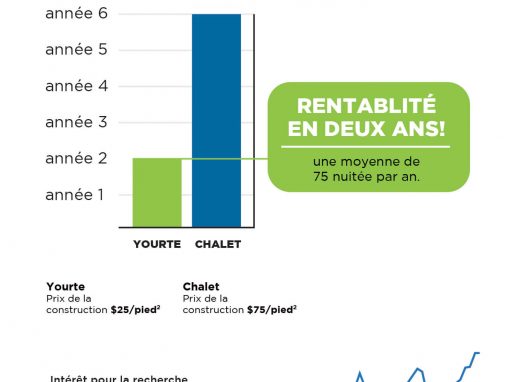 année 6
année 5
année 4
année 3
année 2
année 1
YOURTE CHALET
RENTABLITÉ
EN DEUX ANS!
une moyenne de
75 nuitée par an.
Yourte
Prix de la
construction $25/pied²
Chalet
Prix de la
construction $75/pied²
Intérêt pour la recherche